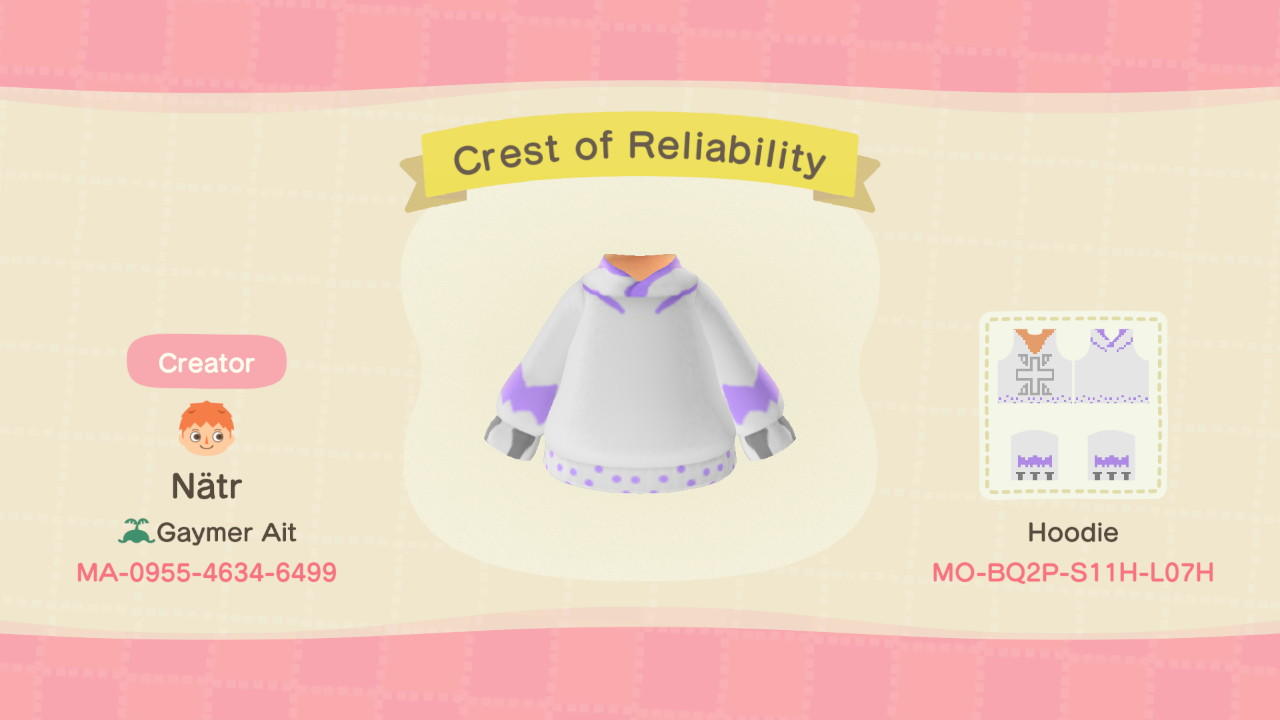 Crest of Reliability
Creator
Nätr
Gaymer Ait
MA-0955-4634-6499
Hoodie
MO-BQ2P-S11H-L07H